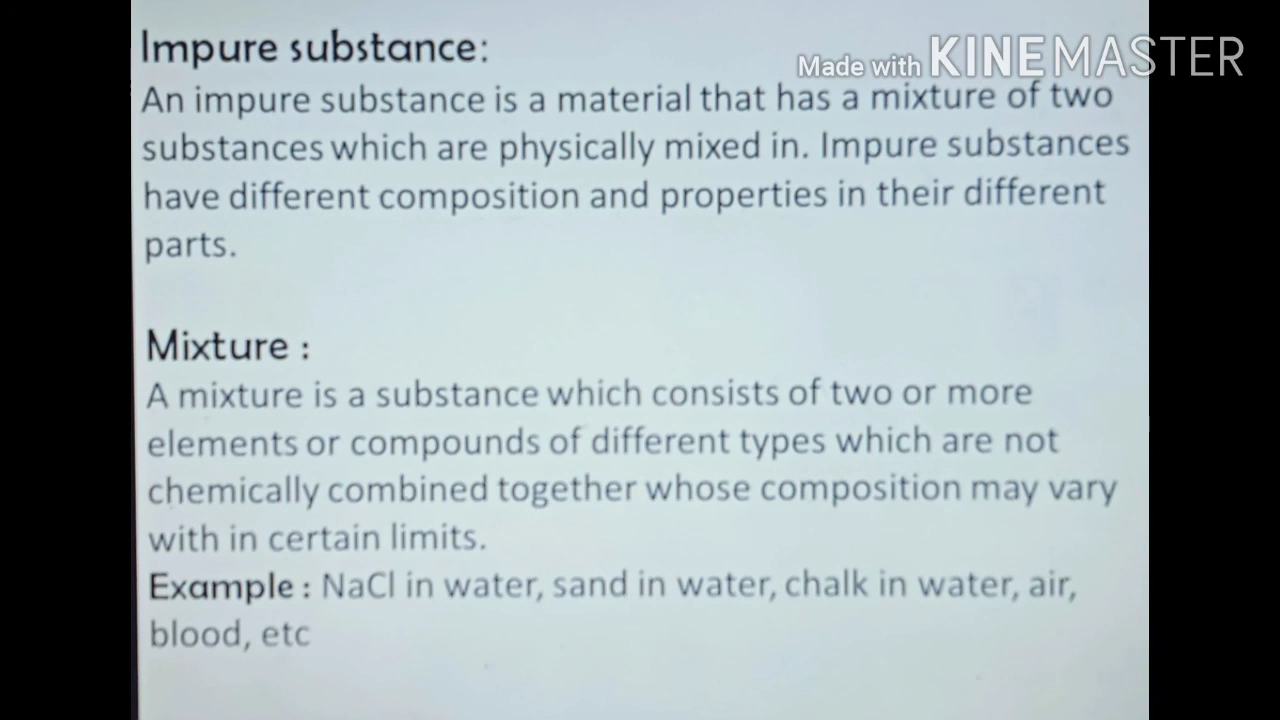 Impure substance:
Made with KINEMASTER
An impure substance is a material that has a mixture of two
substances which are physically mixed in. Impure substances
have different composition and properties in their different
parts.
Mixture :
A mixture is a substance which consists of two or more
elements or compounds of different types which are not
chemically combined together whose composition may vary
with in certain limits.
Example : NaCl in water, sand in water, chalk in water, air,
blood, etc